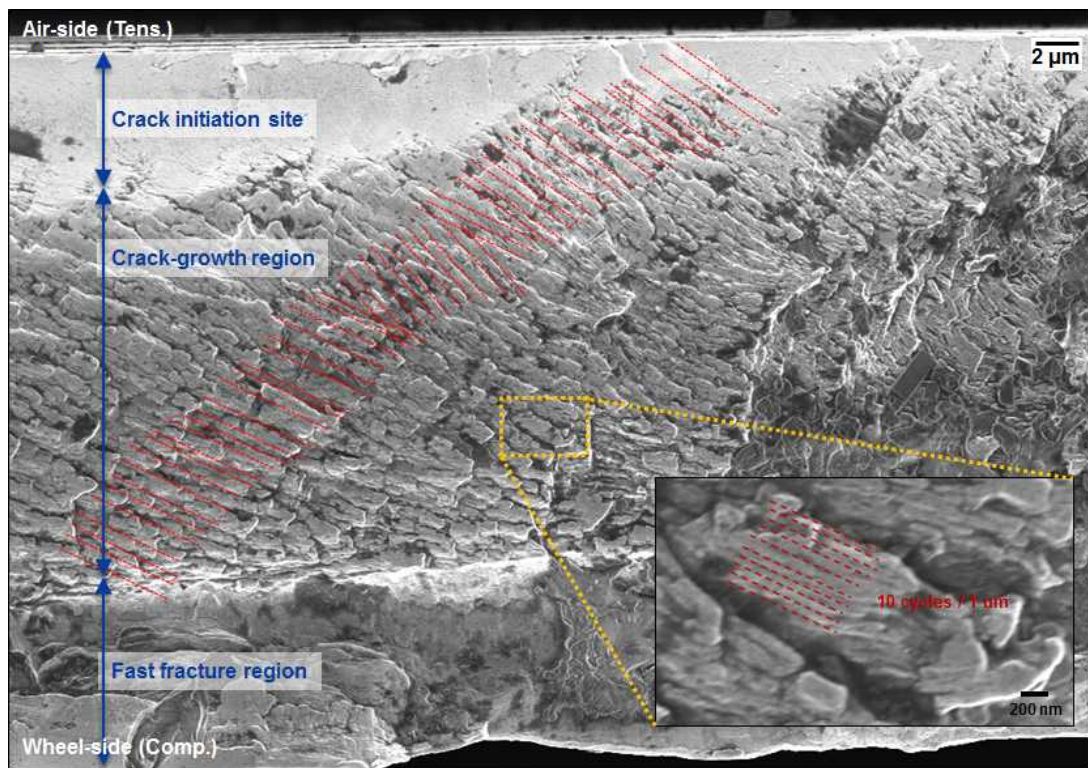 Air-side (Tens.)
2 µm
Crack initiation site
Crack-growth region
10 cycles / 1 um
Fast fracture region
200 nm
Wheel-side (Comp.)